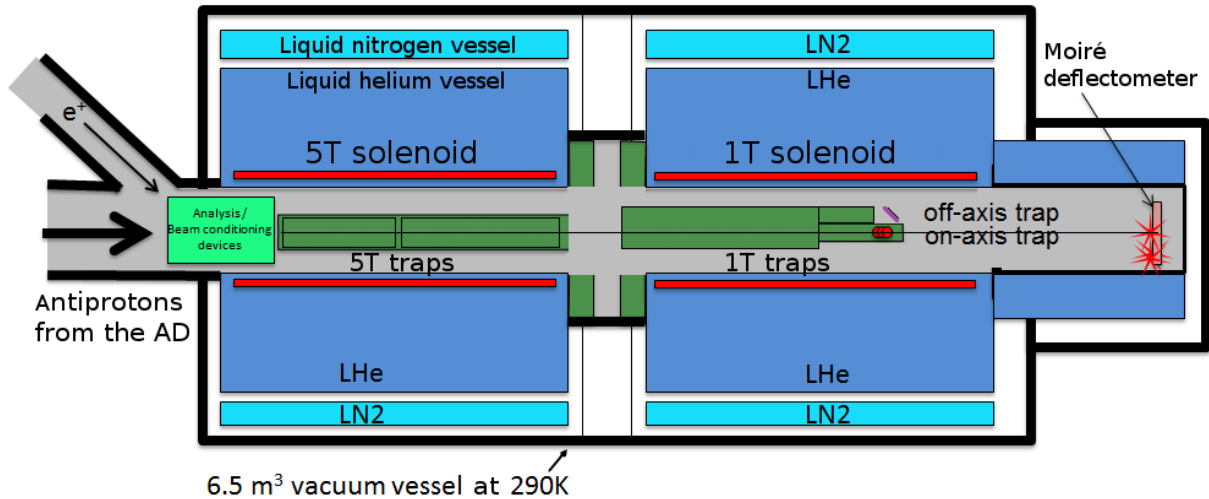 Liquid nitrogen vessel
LN2
Moiré
deflectometer
Liquid helium vessel
LHe
e+
5T solenoid
1T solenoid
Analysis/
Beam conditioning
devices
off-axis trap
on-axis trap
5T traps
1T traps
Antiprotons
from the AD
LHe
LHe
LN2
LN2
6.5 m³ vacuum vessel at 290K